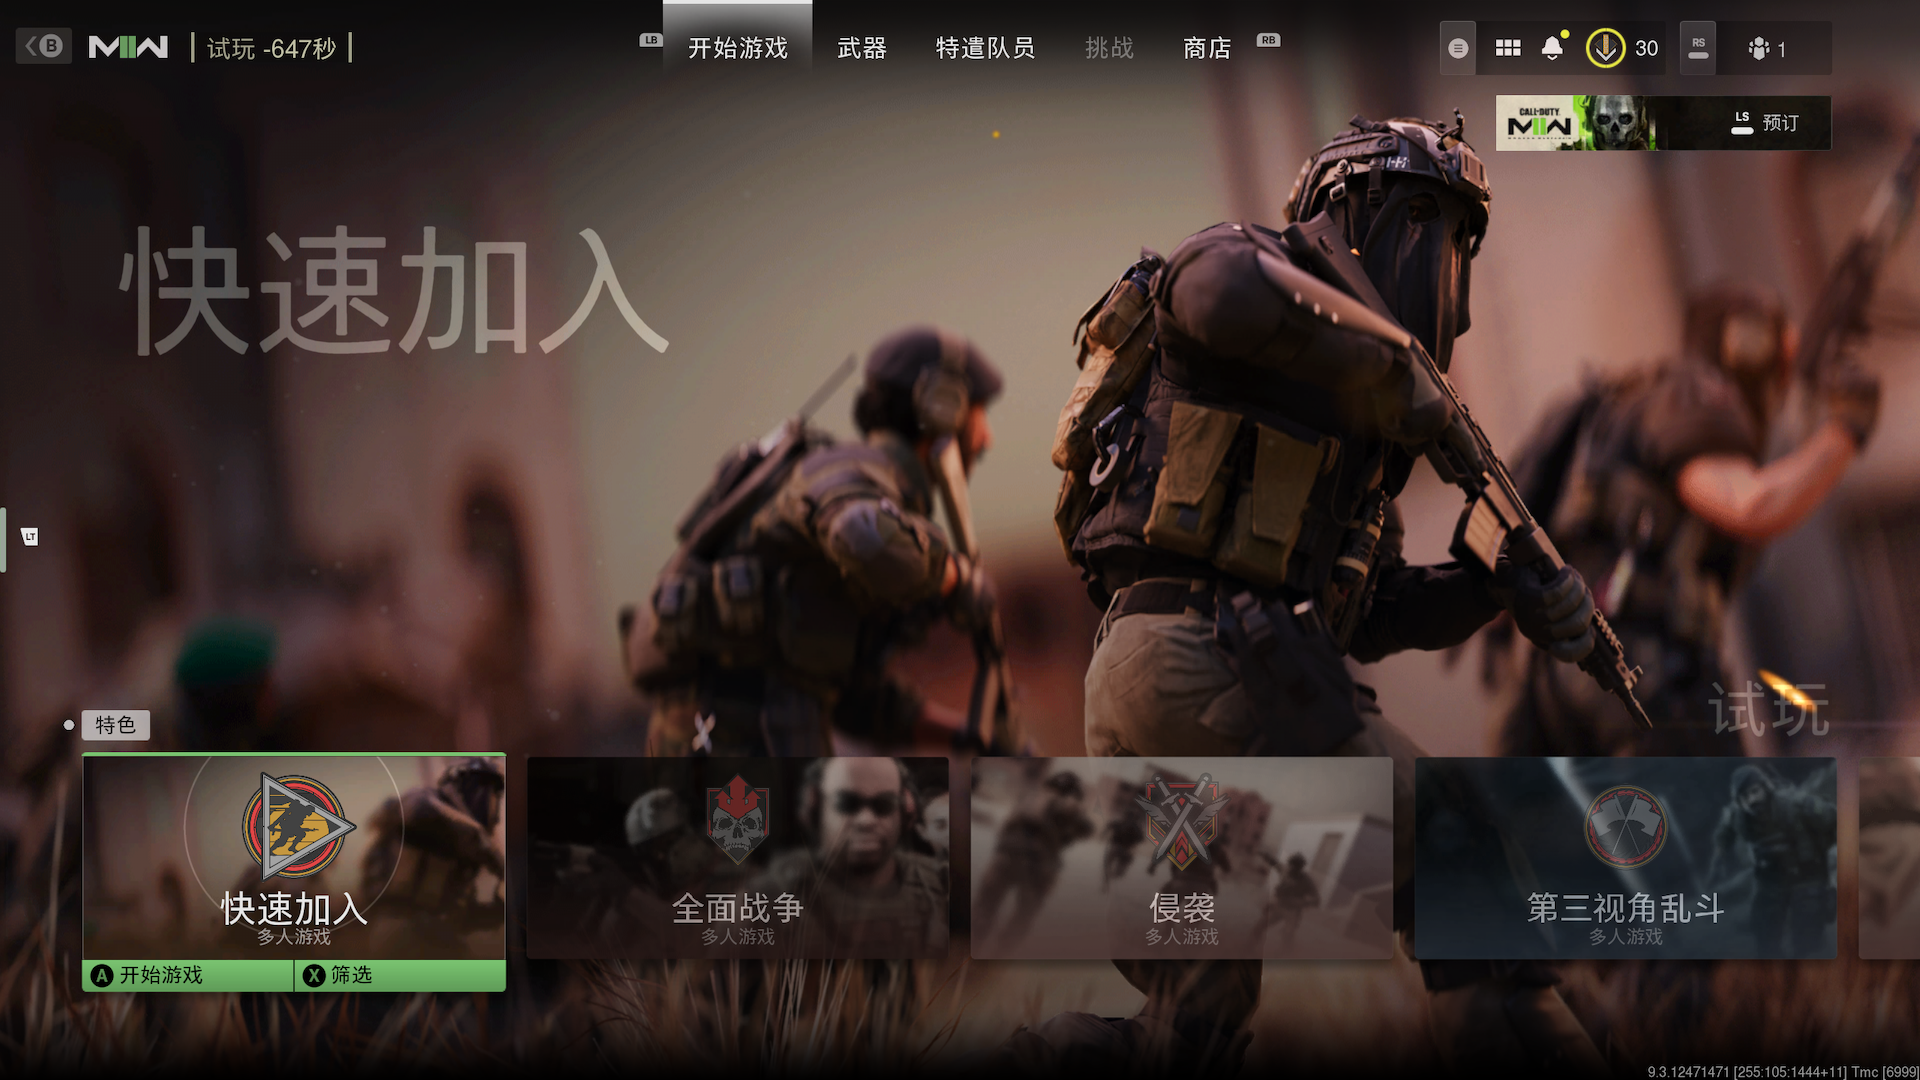 B
MW
试玩 -647秒
LB
开始游戏
武器
特遣队员
挑战
商店
RB
30
RS
1
CALL·DUTY
MW
LS
预订
快速加入
LT
试玩
特色
快速加入
多人游戏
A 开始游戏
X 筛选
全面战争
多人游戏
侵袭
多人游戏
第三视角乱斗
多人游戏
9.3.12471471 [255:105:1444+11] Tmc [6999]